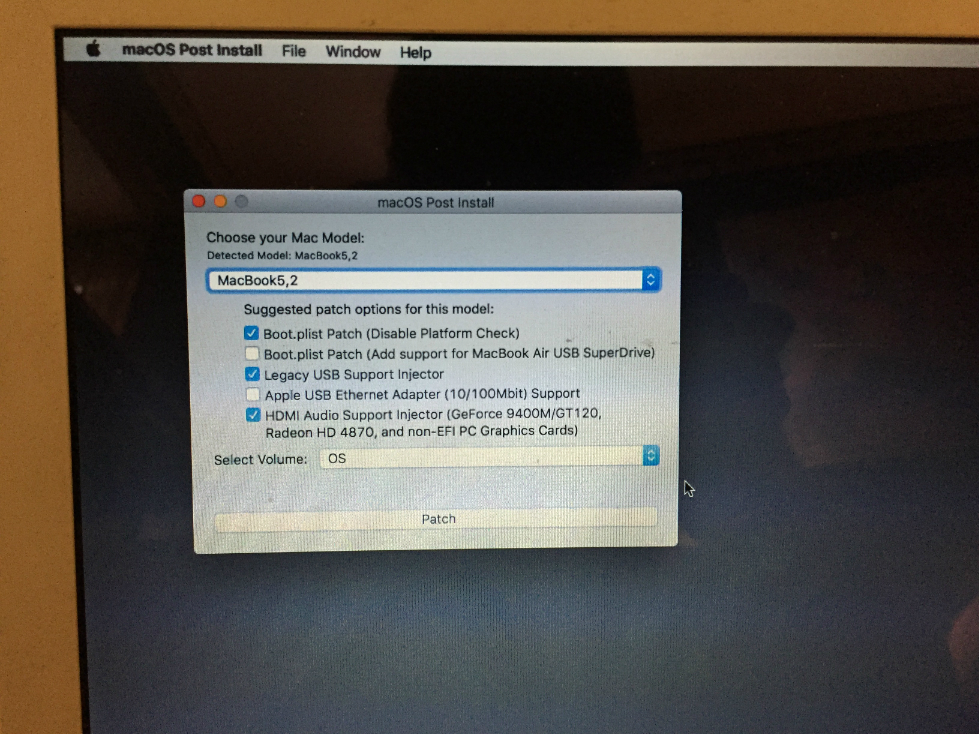 macOS Post Install File Window Help
macOS Post Install
Choose your Mac Model:
Detected Model: MacBook5,2
MacBook5,2
Suggested patch options for this model:
Boot.plist Patch (Disable Platform Check)
Boot.plist Patch (Add support for MacBook Air USB SuperDrive)
Legacy USB Support Injector
Apple USB Ethernet Adapter (10/100Mbit) Support
HDMI Audio Support Injector (GeForce 9400M/GT120,
Radeon HD 4870, and non-EFI PC Graphics Cards)
Select Volume: OS
Patch